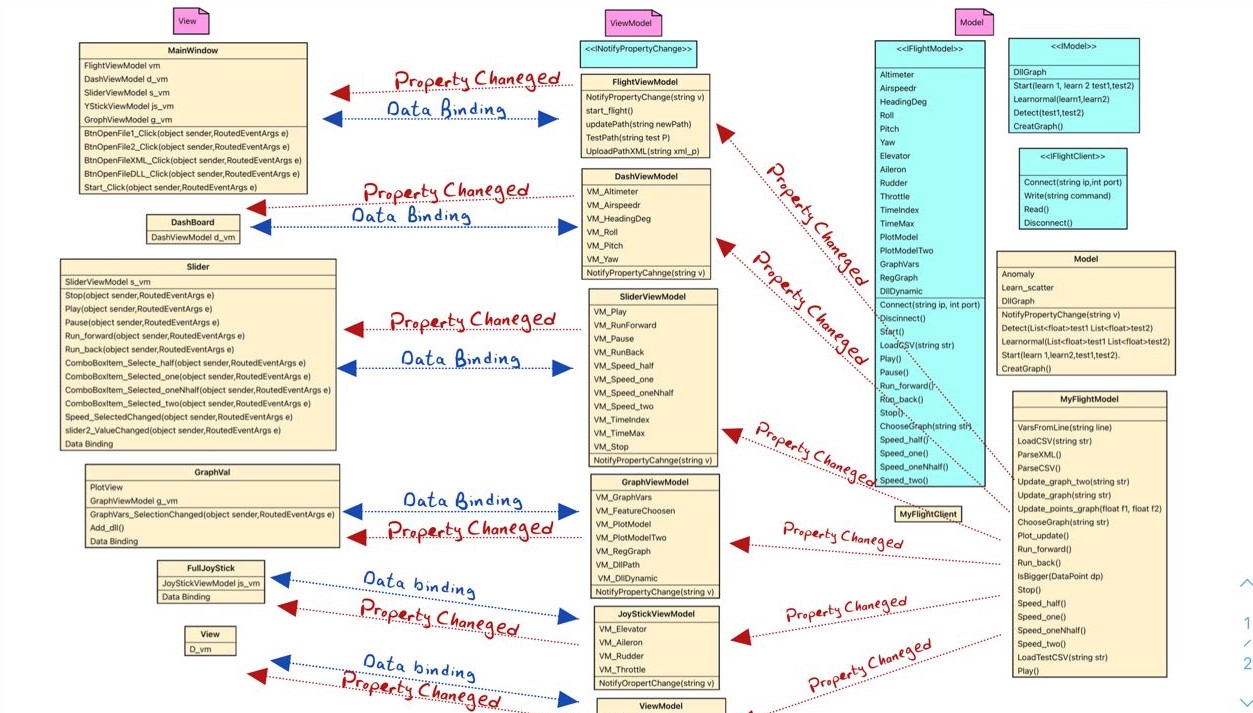 View
MainWindow
FlightViewModel vm
DashViewModel d_vm
SliderViewModel s_vm
YStickViewModel js_vm
GrophViewModel g_vm
BtnOpenFile1_Click(object sender,RoutedEventArgs e)
BtnOpenFile2_Click(object sender,RoutedEventArgs e)
BtnOpenFileXML_Click(object sender,RoutedEventArgs e)
BtnOpenFileDLL_Click(object sender,RoutedEventArgs e)
Start_Click(object sender,RoutedEventArgs e)
DashBoard
DashViewModel d_vm
Slider
SliderViewModel s_vm
Stop(object sender,RoutedEventArgs e)
Play(object sender,RoutedEventArgs e)
Pause(object sender,RoutedEventArgs e)
Run_forward(object sender,RoutedEventArgs e)
Run_back(object sender,RoutedEventArgs e)
ComboBoxItem_Selecte_half(object sender,RoutedEventArgs e)
ComboBoxItem_Selected_one(object sender,RoutedEventArgs e)
ComboBoxItem_Selected_oneNhalf(object sender,RoutedEventArgs e)
ComboBoxItem_Selected_two(object sender,RoutedEventArgs e)
Speed_SelectedChanged(object sender,RoutedEventArgs e)
slider2_ValueChanged(object sender,RoutedEventArgs e)
Data Binding
GraphVal
PlotView
GraphViewModel g_vm
GraphVars_SelectionChanged(object sender,RoutedEventArgs e)
Add_dll()
Data Binding
FullJoyStick
JoyStickViewModel js_vm
Data Binding
View
D_vm
Property Chaneged
Data Binding
Property Chaneged
Data Binding
Property Chaneged
Data Binding
Data Binding
Property Chaneged
Data binding
Property Chaneged
Data binding
Property Chaneged
ViewModel
<<INotifyPropertyChange>>
FlightViewModel
NotifyPropertyChange(string v)
start_flight()
updatePath(string newPath)
TestPath(string test P)
UploadPathXML(string xml_p)
DashViewModel
VM_Altimeter
VM_Airspeedr
VM_HeadingDeg
VM_Roll
VM_Pitch
VM_Yaw
NotifyPropertyCahnge(string v)
SliderViewModel
VM_Play
VM_RunForward
VM_Pause
VM_RunBack
VM_Speed_half
VM_Speed_one
VM_Speed_oneNhalf
VM_Speed_two
VM_TimeIndex
VM_TimeMax
VM_Stop
NotifyPropertyCahnge(string v)
GraphViewModel
VM_GraphVars
VM_FeatureChoosen
VM_PlotModel
VM_PlotModelTwo
VM_RegGraph
VM_DllPath
VM_DllDynamic
NotifyPropertyChange(string v)
JoyStickViewModel
VM_Elevator
VM_Aileron
VM_Rudder
VM_Throttle
NotifyOropertChange(string v)
ViewModel
Property Chaneged
Property Chaneged
Property Chaneged
Property Chaneged
Property Chaneged
Property Chaneged
Model
<<IFlightModel>>
Altimeter
Airspeedr
HeadingDeg
Roll
Pitch
Yaw
Elevator
Aileron
Rudder
Throttle
TimeIndex
TimeMax
PlotModel
PlotModelTwo
GraphVars
RegGraph
DllDynamic
Connect(string ip, int port)
Discinnect()
Start()
LoadCSV(string str)
Play()
Pause()
Run_forward()
Run_back()
Stop()
ChooseGraph(string str)
Speed_half()
Speed_one()
Speed_oneNhalf()
Speed_two()
MyFlightClient
<<IModel>>
DllGraph
Start(learn 1, learn 2 test1,test2)
Learnormal(learn1,learn2)
Detect(test1,test2)
CreatGraph()
<<IFlightClient>>
Connect(string ip,int port)
Write(string command)
Read()
Disconnect()
Model
Anomaly
Learn_scatter
DllGraph
NotifyPropertyChange(string v)
Detect(List<float>test1 List<float>test2)
Learnormal(List<float>test1 List<float>test2)
Start(learn 1,learn2,test1,test2).
CreatGraph()
MyFlightModel
VarsFromLine(string line)
LoadCSV(string str)
ParseXML()
ParseCSV()
Update_graph_two(string str)
Update_graph(string str)
Update_points_graph(float f1, float f2)
ChooseGraph(string str)
Plot_update()
Run_forward()
Run_back()
IsBigger(DataPoint dp)
Stop()
Speed_half()
Speed_one()
Speed_oneNhalf()
Speed_two()
LoadTestCSV(string str)
Play()
1
/
2